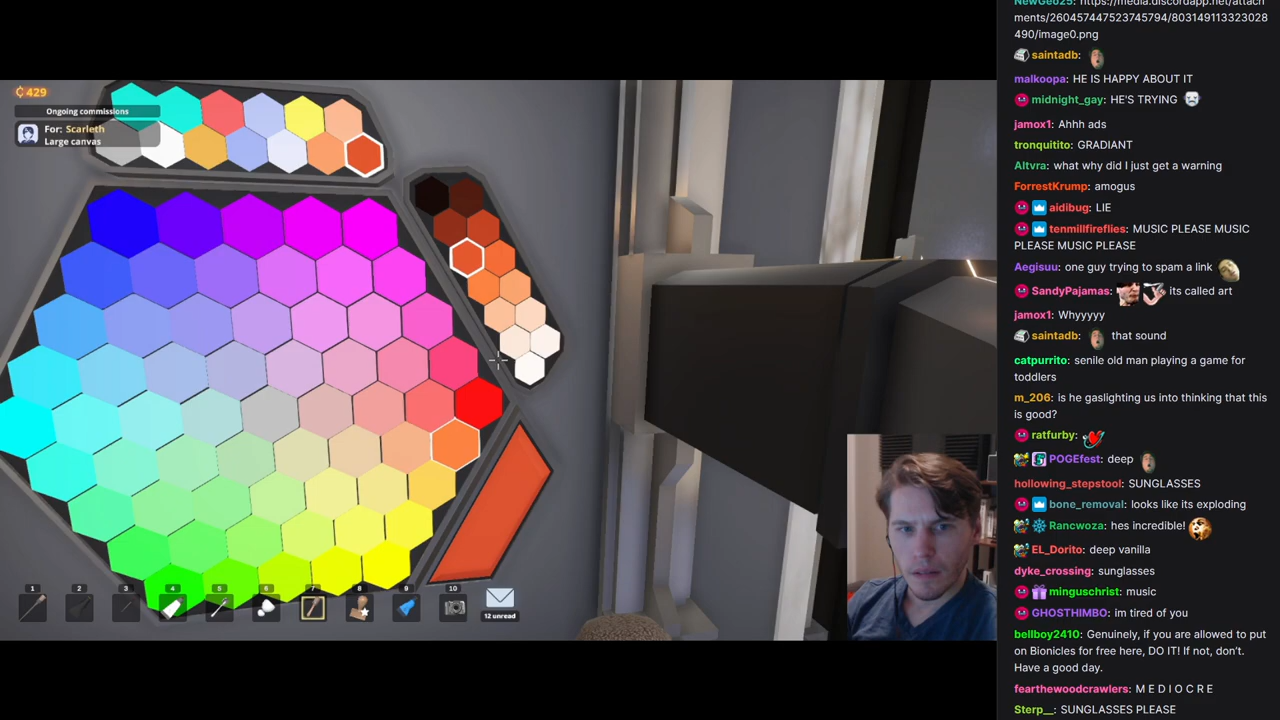 429
Ongoing commissions
For: Scarleth
Large canvas
1 2 3 4 5 6 7 8 9 10
12 unread
NewGeo25: https://media.discordapp.net/attach
ments/260457447523745794/803149113323028
490/image0.png
saintadb:
malkoopa: HE IS HAPPY ABOUT IT
midnight_gay: HE'S TRYING
jamox1: Ahhh ads
tronquitito: GRADIANT
Altvra: what why did I just get a warning
ForrestKrump: amogus
aidibug: LIE
tenmillfireflies: MUSIC PLEASE MUSIC
PLEASE MUSIC PLEASE
Aegisuu: one guy trying to spam a link
SandyPajamas: its called art
jamox1: Whyyyyy
saintadb: that sound
catpurrito: senile old man playing a game for
toddlers
m_206: is he gaslighting us into thinking that this
is good?
ratfurby:
POGEfest: deep
hollowing_stepstool: SUNGLASSES
bone_removal: looks like its exploding
Rancwoza: hes incredible!
EL_Dorito: deep vanilla
dyke_crossing: sunglasses
minguschrist: music
GHOSTHIMBO: im tired of you
bellboy2410: Genuinely, if you are allowed to put
on Bionicles for free here, DO IT! If not, don't.
Have a good day.
fearthewoodcrawlers: M E D I O C R E
Sterp__: SUNGLASSES PLEASE